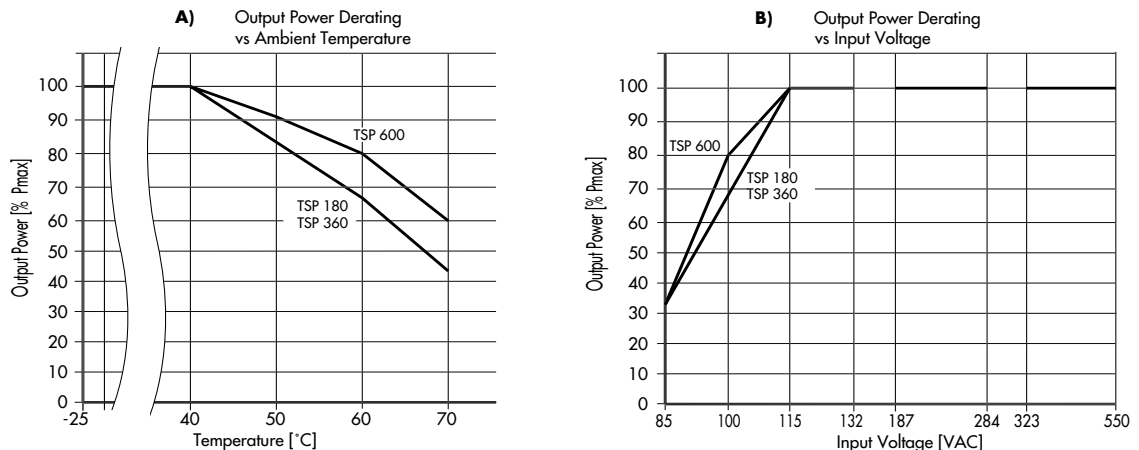 A) Output Power Derating
vs Ambient Temperature
Output Power [% Pmax]
100
90
80
70
60
50
40
30
20
10
0
TSP 600
TSP 180
TSP 360
-25 40 50 60 70
Temperature [˚C]
B) Output Power Derating
vs Input Voltage
Output Power [% Pmax]
100
90
80
70
60
50
40
30
20
10
0
TSP 600
TSP 180
TSP 360
85 100 115 132 187 284 323 550
Input Voltage [VAC]